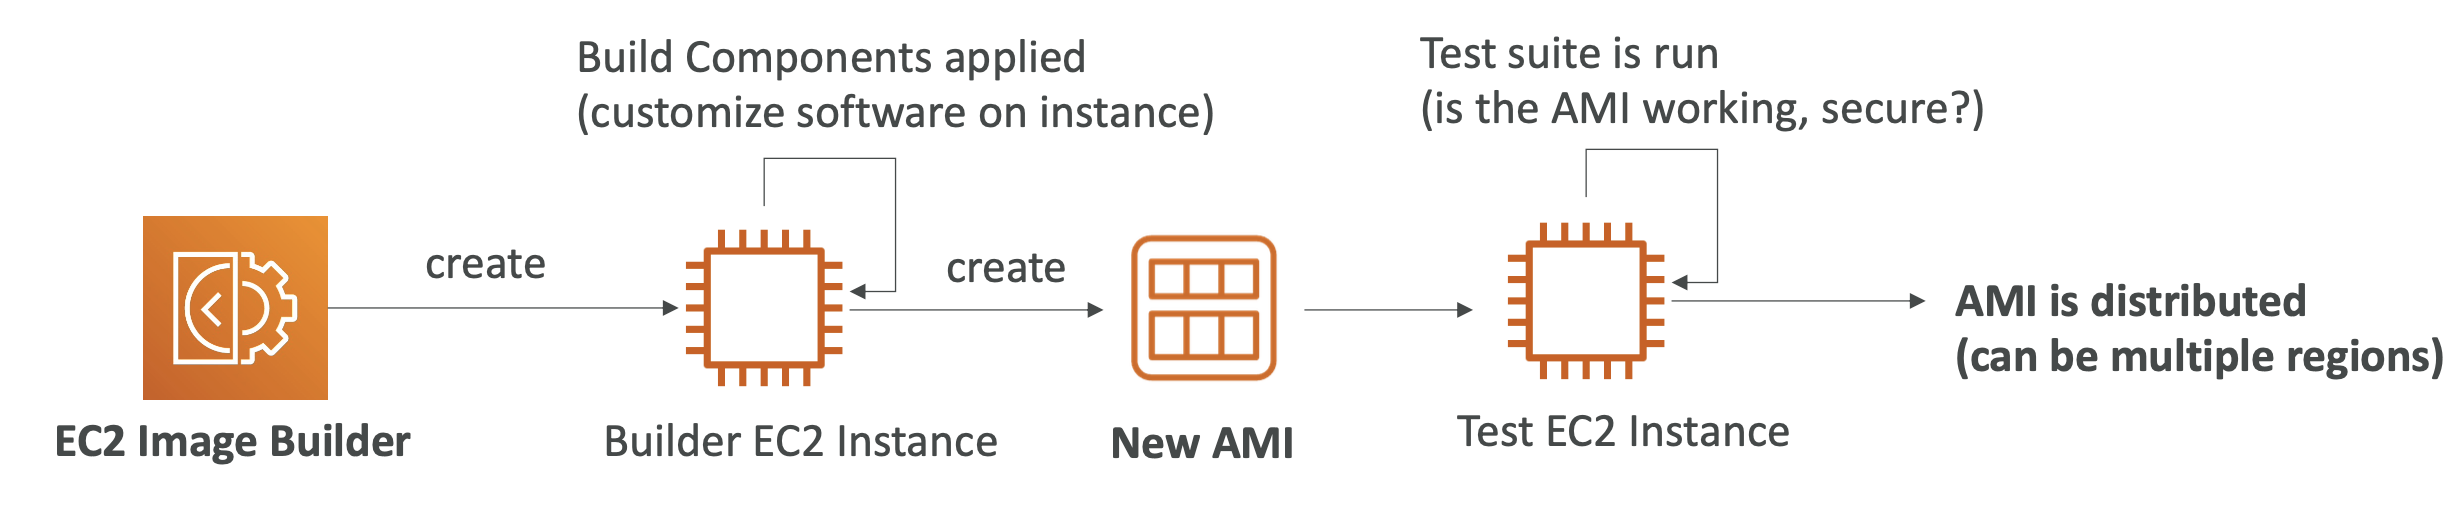 Build Components applied
(customize software on instance)
Test suite is run
(is the AMI working, secure?)
create
create
AMI is distributed
(can be multiple regions)
EC2 Image Builder
Builder EC2 Instance
New AMI
Test EC2 Instance